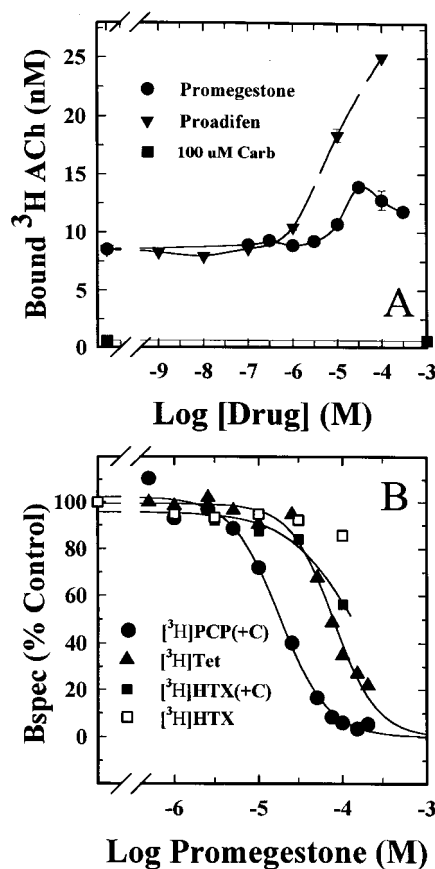 Bound ³H ACh (nM)
25
20
15
10
5
0
Promegestone
Proadifen
100 uM Carb
A
-9 -8 -7 -6 -5 -4 -3
Log [Drug] (M)
Bspec (% Control)
100
80
60
40
20
0
B
[³H]PCP(+C)
[³H]Tet
[³H]HTX(+C)
[³H]HTX
-6 -5 -4 -3
Log Promegestone (M)